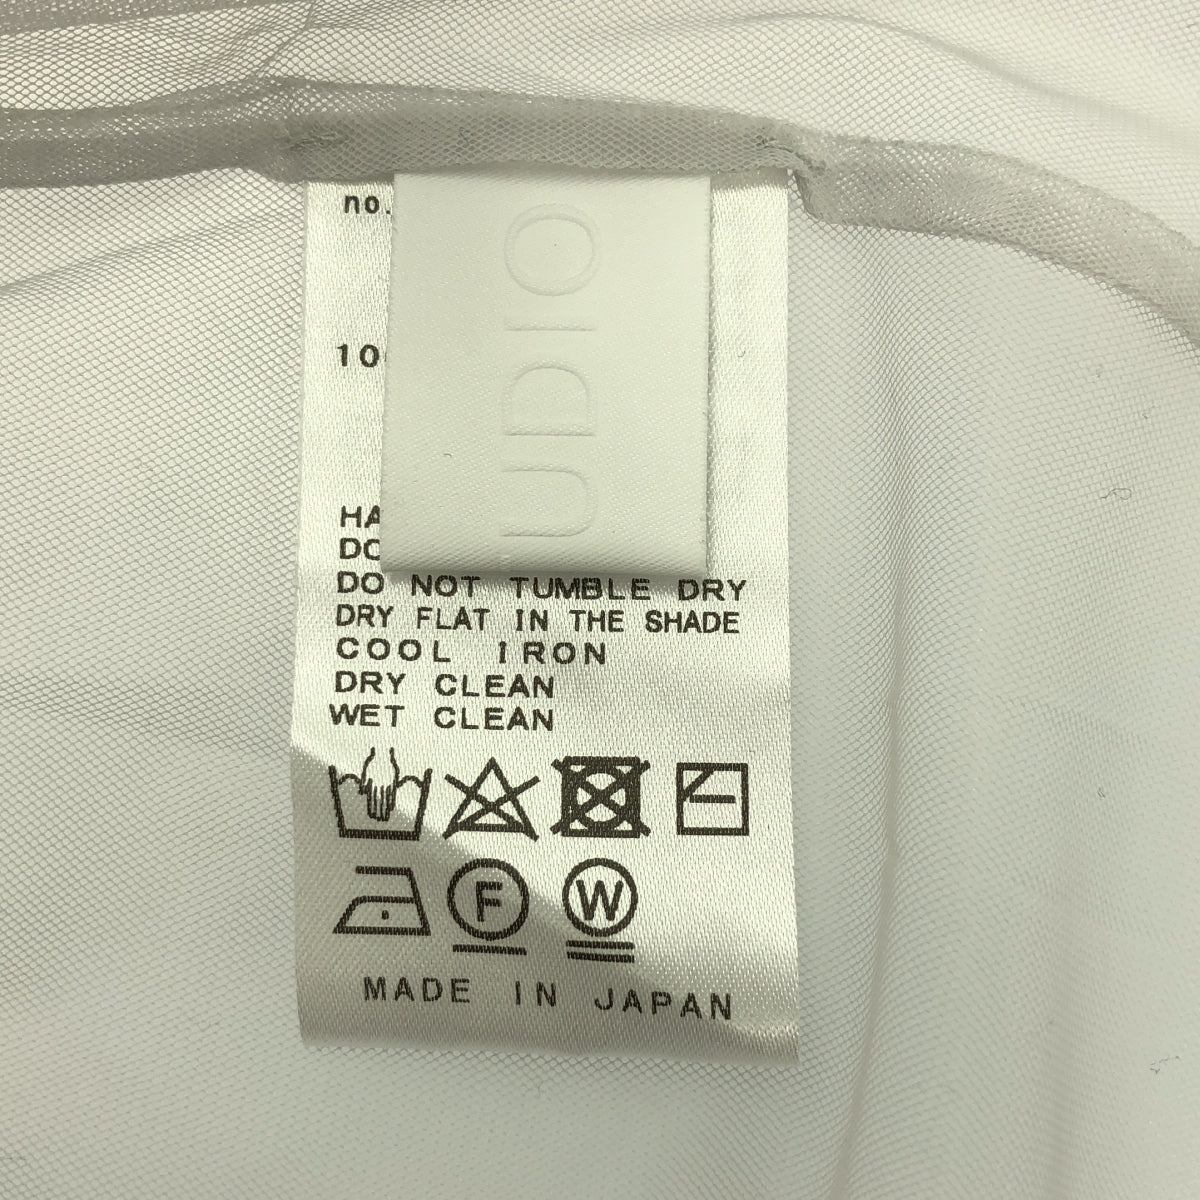 no.
UDIO
10
HA
DO
DO NOT TUMBLE DRY
DRY FLAT IN THE SHADE
COOL IRON
DRY CLEAN
WET CLEAN
F W
MADE IN JAPAN